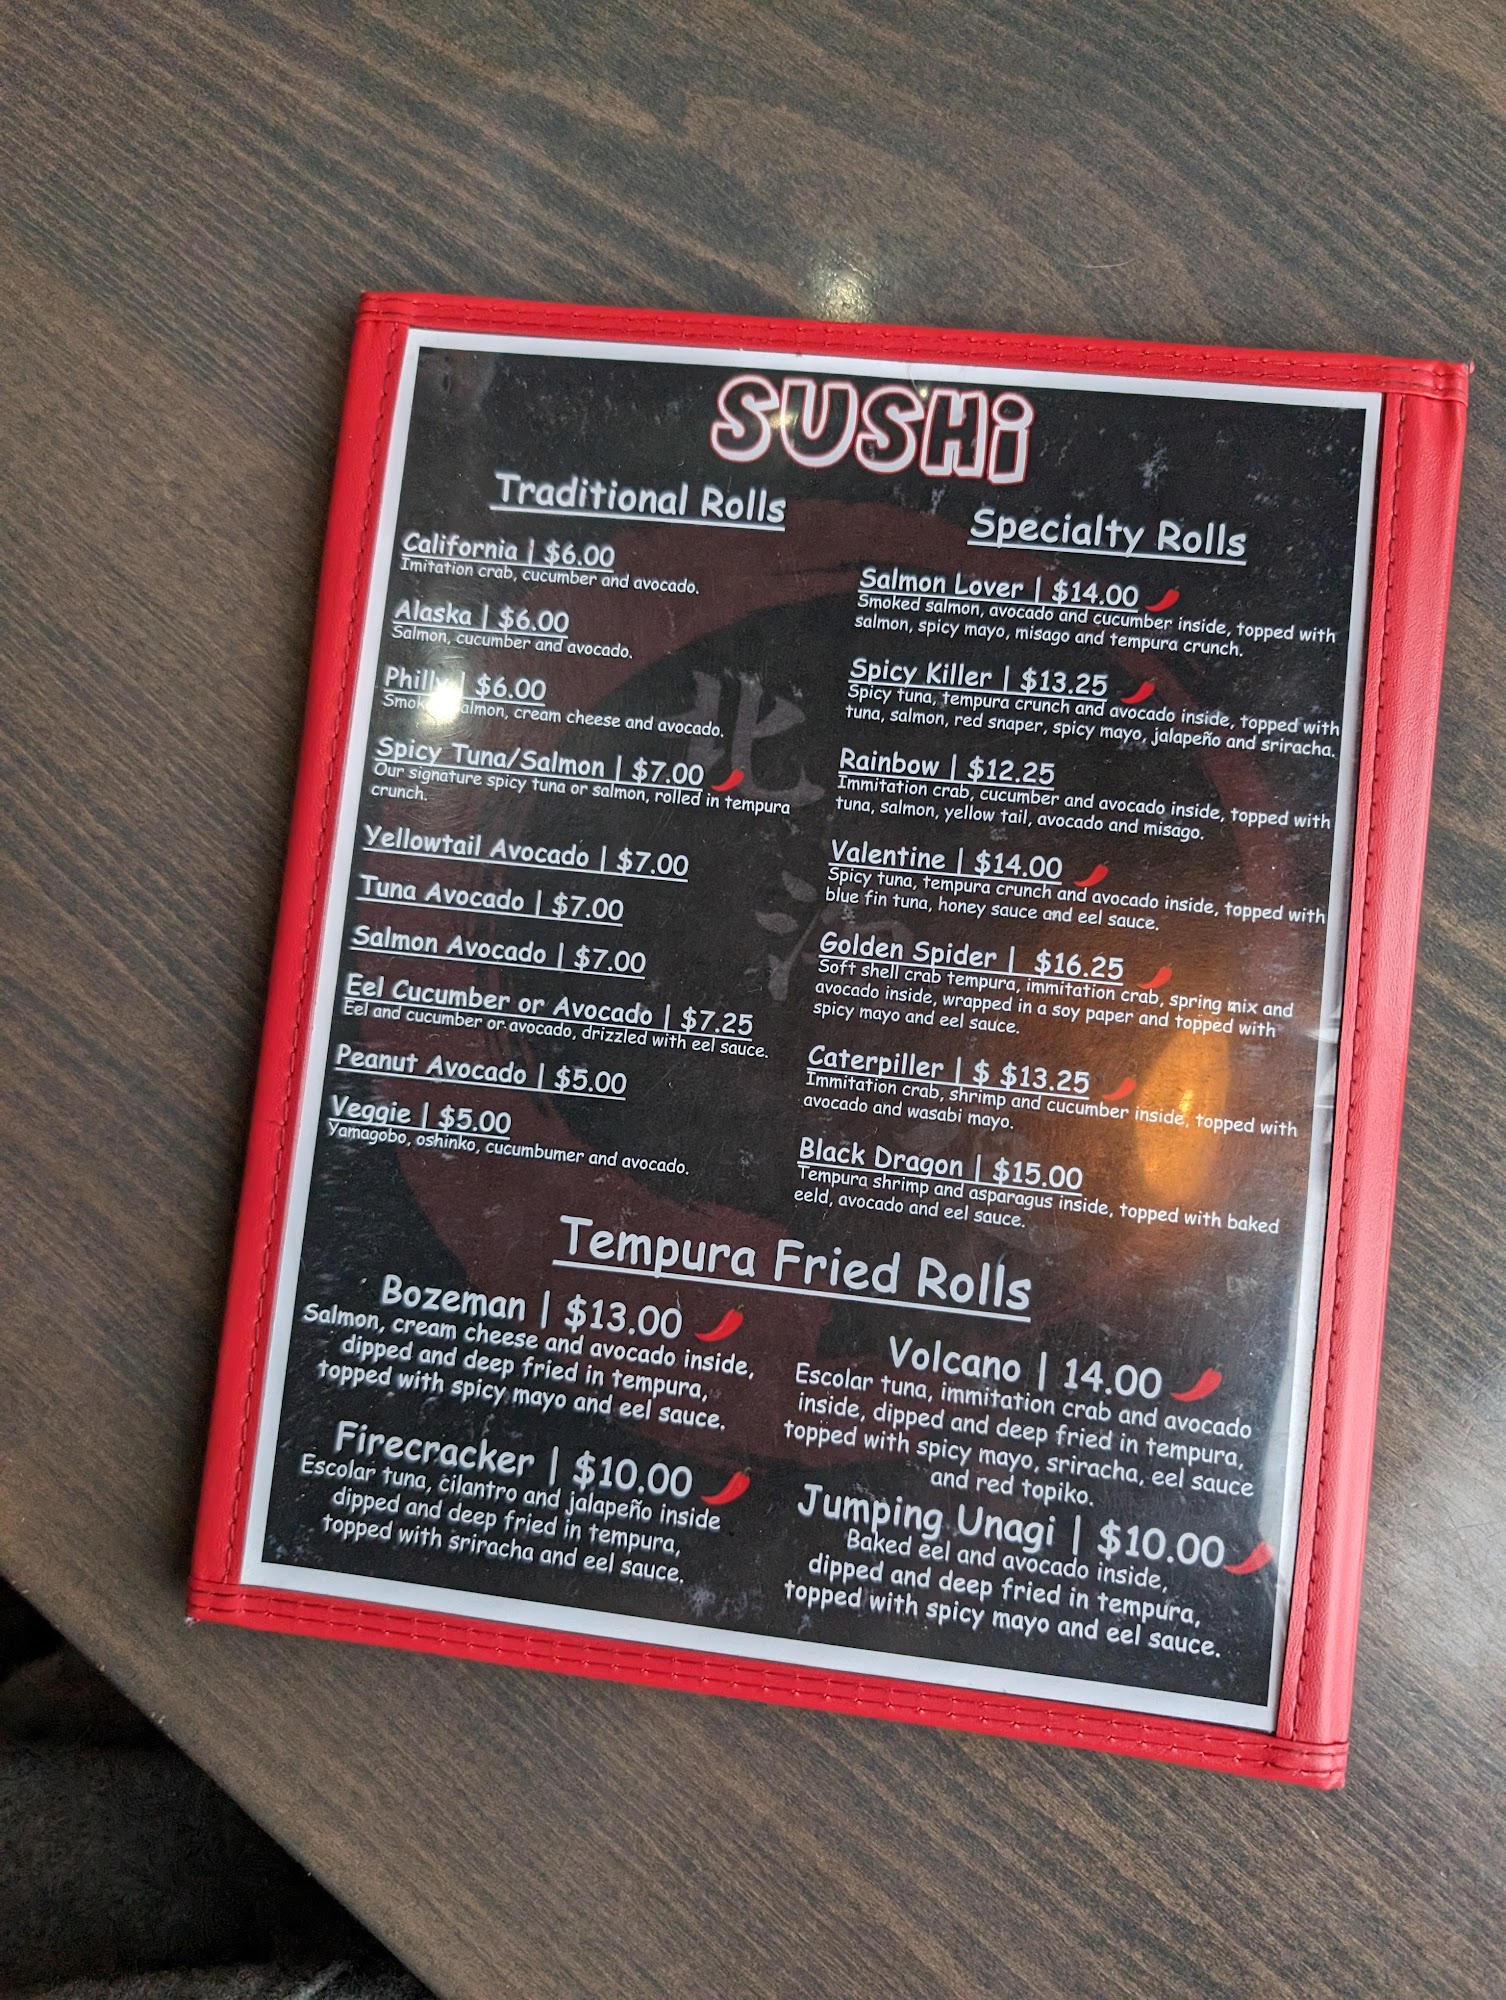 SUSHi
Traditional Rolls
California | $6.00
Imitation crab, cucumber and avocado.
Alaska | $6.00
Salmon, cucumber and avocado.
Philly | $6.00
Smoked salmon, cream cheese and avocado.
Spicy Tuna/Salmon | $7.00
Our signature spicy tuna or salmon, rolled in tempura
crunch.
Yellowtail Avocado | $7.00
Tuna Avocado | $7.00
Salmon Avocado | $7.00
Eel Cucumber or Avocado | $7.25
Eel and cucumber or avocado, drizzled with eel sauce.
Peanut Avocado | $5.00
Veggie | $5.00
Yamagobo, oshinko, cucumbumer and avocado.
Specialty Rolls
Salmon Lover | $14.00
Smoked salmon, avocado and cucumber inside, topped with
salmon, spicy mayo, misago and tempura crunch.
Spicy Killer | $13.25
Spicy tuna, tempura crunch and avocado inside, topped with
tuna, salmon, red snaper, spicy mayo, jalapeño and sriracha.
Rainbow | $12.25
Immitation crab, cucumber and avocado inside, topped with
tuna, salmon, yellow tail, avocado and misago.
Valentine | $14.00
Spicy tuna, tempura crunch and avocado inside, topped with
blue fin tuna, honey sauce and eel sauce.
Golden Spider | $16.25
Soft shell crab tempura, immitation crab, spring mix and
avocado inside, wrapped in a soy paper and topped with
spicy mayo and eel sauce.
Caterpiller | $ $13.25
Immitation crab, shrimp and cucumber inside, topped with
avocado and wasabi mayo.
Black Dragon | $15.00
Tempura shrimp and asparagus inside, topped with baked
eeld, avocado and eel sauce.
Tempura Fried Rolls
Bozeman | $13.00
Salmon, cream cheese and avocado inside,
dipped and deep fried in tempura,
topped with spicy mayo and eel sauce.
Firecracker | $10.00
Escolar tuna, cilantro and jalapeño inside
dipped and deep fried in tempura,
topped with sriracha and eel sauce.
Volcano | 14.00
Escolar tuna, immitation crab and avocado
inside, dipped and deep fried in tempura,
topped with spicy mayo, sriracha, eel sauce
and red topiko.
Jumping Unagi | $10.00
Baked eel and avocado inside,
dipped and deep fried in tempura,
topped with spicy mayo and eel sauce.
北